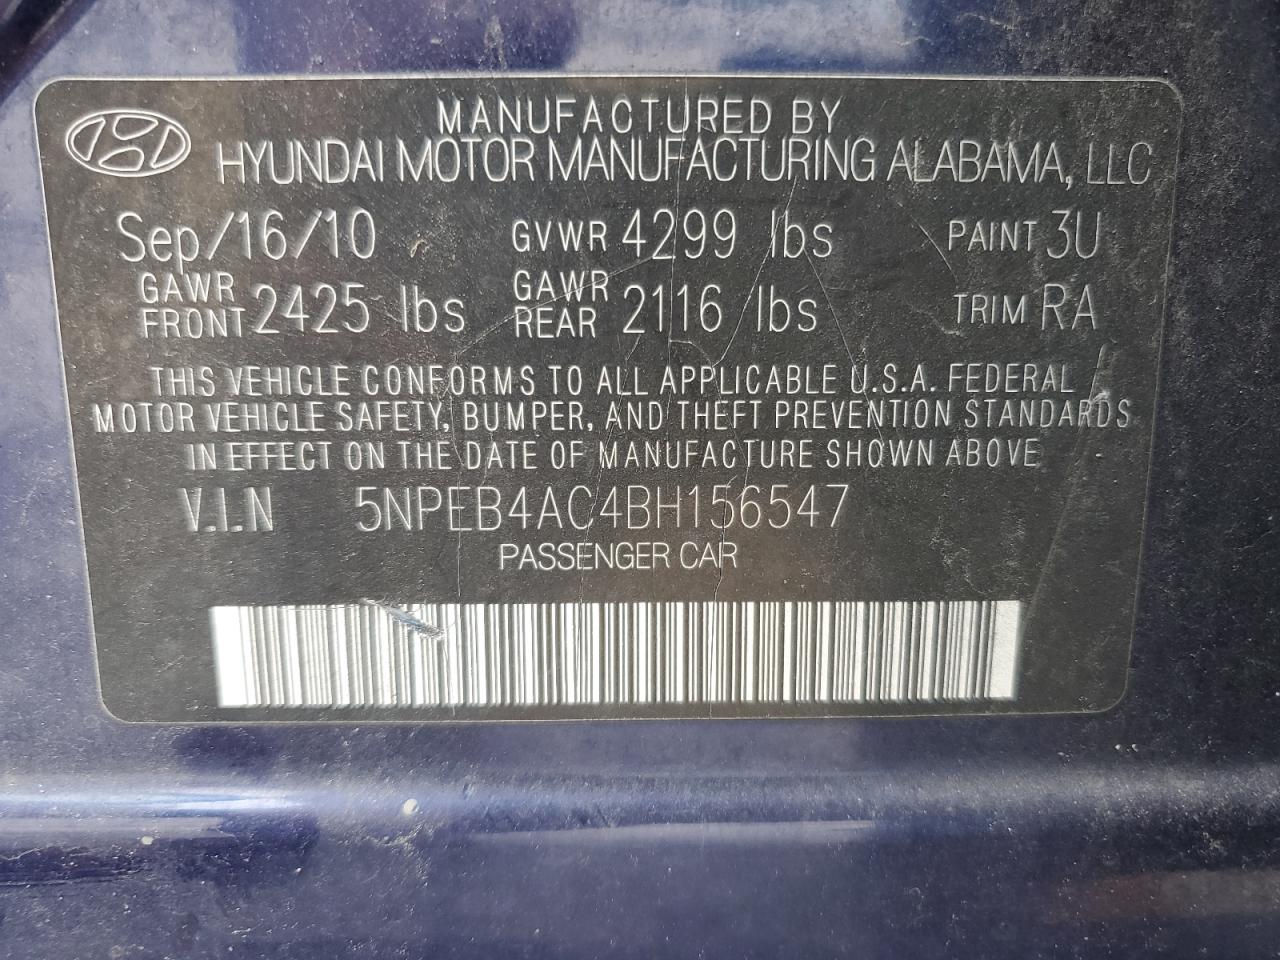 MANUFACTURED BY
HYUNDAI MOTOR MANUFACTURING ALABAMA, LLC
Sep/16/10 GVWR 4299 lbs PAINT 3U
GAWR FRONT 2425 lbs GAWR REAR 2116 lbs TRIM RA
THIS VEHICLE CONFORMS TO ALL APPLICABLE U.S.A. FEDERAL
MOTOR VEHICLE SAFETY, BUMPER, AND THEFT PREVENTION STANDARDS
IN EFFECT ON THE DATE OF MANUFACTURE SHOWN ABOVE
V.I.N 5NPEB4AC4BH156547
PASSENGER CAR